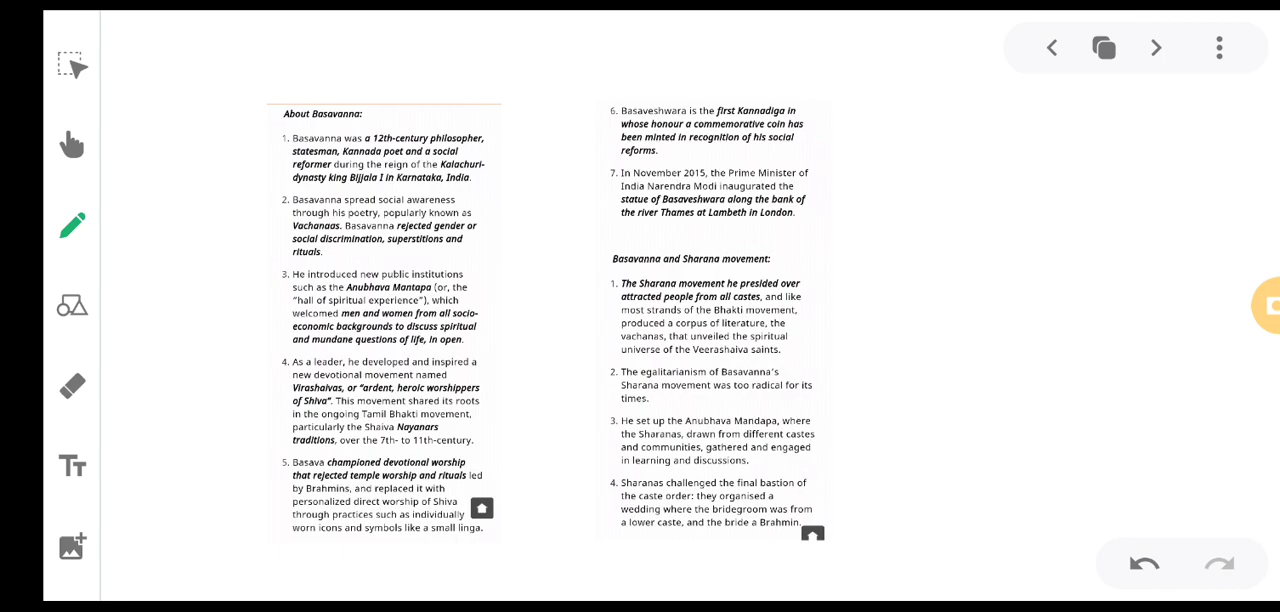 About Basavanna:
1. Basavanna was a 12th-century philosopher,
statesman, Kannada poet and a social
reformer during the reign of the Kalachuri-
dynasty king Bijjala I in Karnataka, India.
2. Basavanna spread social awareness
through his poetry, popularly known as
Vachanaas. Basavanna rejected gender or
social discrimination, superstitions and
rituals.
3. He introduced new public institutions
such as the Anubhava Mantapa (or, the
"hall of spiritual experience"), which
welcomed men and women from all socio-
economic backgrounds to discuss spiritual
and mundane questions of life, in open.
4. As a leader, he developed and inspired a
new devotional movement named
Virashaivas, or "ardent, heroic worshippers
of Shiva". This movement shared its roots
in the ongoing Tamil Bhakti movement,
particularly the Shaiva Nayanars
traditions, over the 7th- to 11th-century.
5. Basava championed devotional worship
that rejected temple worship and rituals led
by Brahmins, and replaced it with
personalized direct worship of Shiva
through practices such as individually
worn icons and symbols like a small linga.
6. Basaveshwara is the first Kannadiga in
whose honour a commemorative coin has
been minted in recognition of his social
reforms.
7. In November 2015, the Prime Minister of
India Narendra Modi inaugurated the
statue of Basaveshwara along the bank of
the river Thames at Lambeth in London.
Basavanna and Sharana movement:
1. The Sharana movement he presided over
attracted people from all castes, and like
most strands of the Bhakti movement,
produced a corpus of literature, the
vachanas, that unveiled the spiritual
universe of the Veerashaiva saints.
2. The egalitarianism of Basavanna's
Sharana movement was too radical for its
times.
3. He set up the Anubhava Mandapa, where
the Sharanas, drawn from different castes
and communities, gathered and engaged
in learning and discussions.
4. Sharanas challenged the final bastion of
the caste order: they organised a
wedding where the bridegroom was from
a lower caste, and the bride a Brahmin.
TT